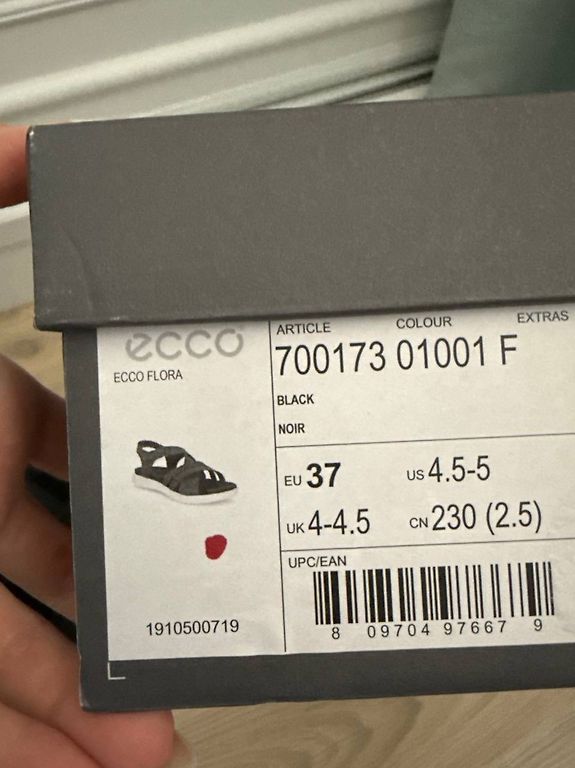 ecco
ECCO FLORA
ARTICLE COLOUR EXTRAS
700173 01001 F
BLACK
NOIR
EU 37 US 4.5-5
UK 4-4.5 CN 230 (2.5)
UPC/EAN
8 09704 97667 9
1910500719